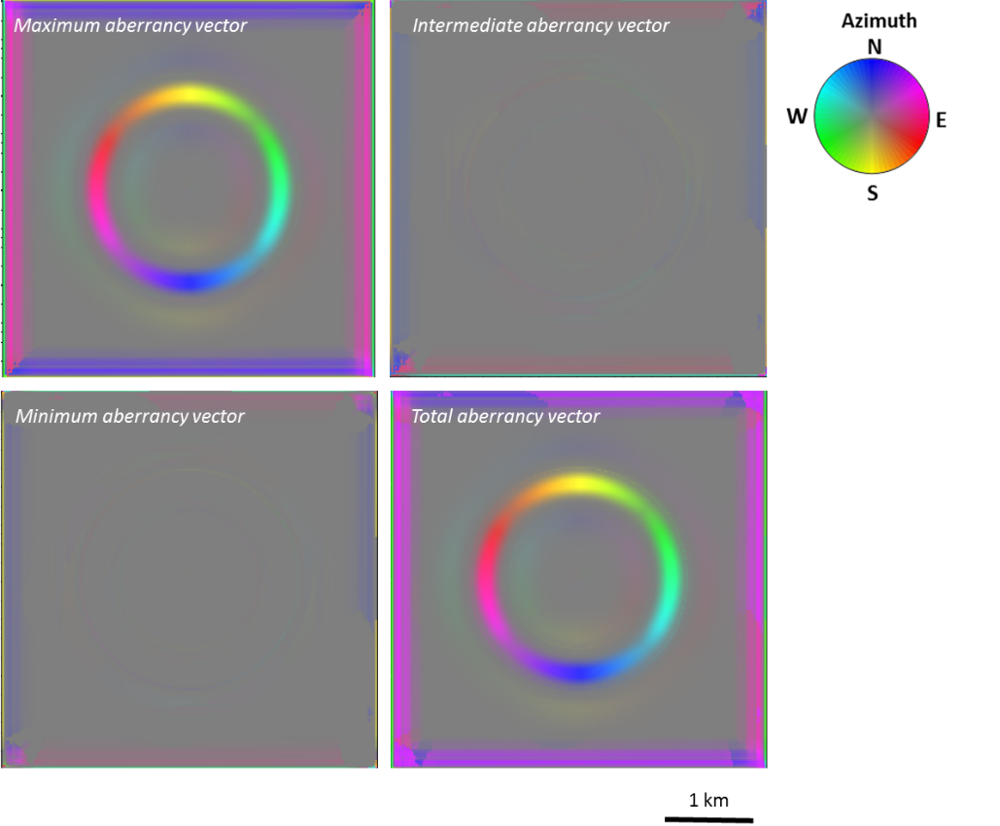 Maximum aberrancy vector
Intermediate aberrancy vector
Azimuth
N
W
E
S
Minimum aberrancy vector
Total aberrancy vector
1 km